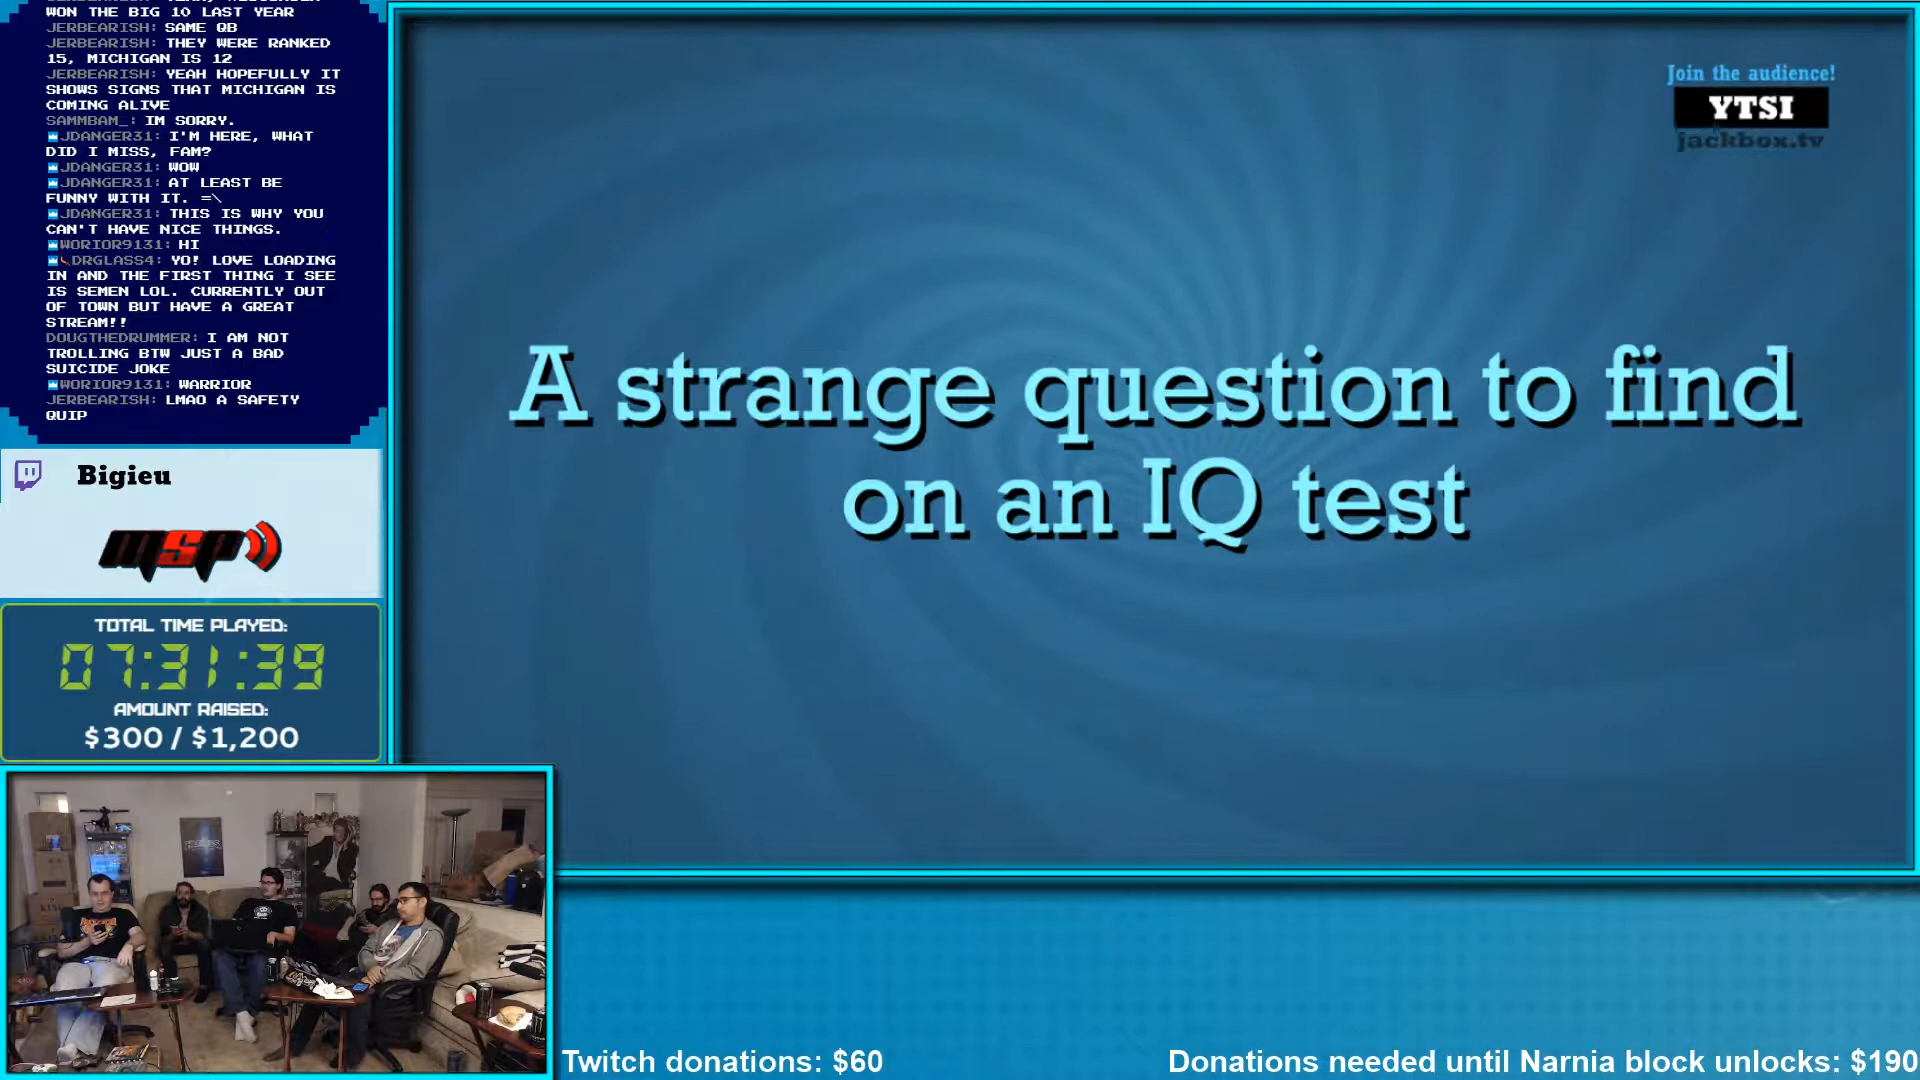 WON THE BIG 10 LAST YEAR
JERBEARISH: SAME QB
JERBEARISH: THEY WERE RANKED
15, MICHIGAN IS 12
JERBEARISH: YEAH HOPEFULLY IT
SHOWS SIGNS THAT MICHIGAN IS
COMING ALIVE
SAMMBAM_: IM SORRY.
JDANGER31: I'M HERE, WHAT
DID I MISS, FAM?
JDANGER31: WOW
JDANGER31: AT LEAST BE
FUNNY WITH IT. =\
JDANGER31: THIS IS WHY YOU
CAN'T HAVE NICE THINGS.
WORIOR9131: HI
DRGLASS4: YO! LOVE LOADING
IN AND THE FIRST THING I SEE
IS SEMEN LOL. CURRENTLY OUT
OF TOWN BUT HAVE A GREAT
STREAM!!
DOUGTHEDRUMMER: I AM NOT
TROLLING BTW JUST A BAD
SUICIDE JOKE
WORIOR9131: WARRIOR
JERBEARISH: LMAO A SAFETY
QUIP
Bigieu
MSP
TOTAL TIME PLAYED:
07:31:39
AMOUNT RAISED:
$300 / $1,200
Join the audience!
YTSI
jackbox.tv
A strange question to find
on an IQ test
Twitch donations: $60
Donations needed until Narnia block unlocks: $190